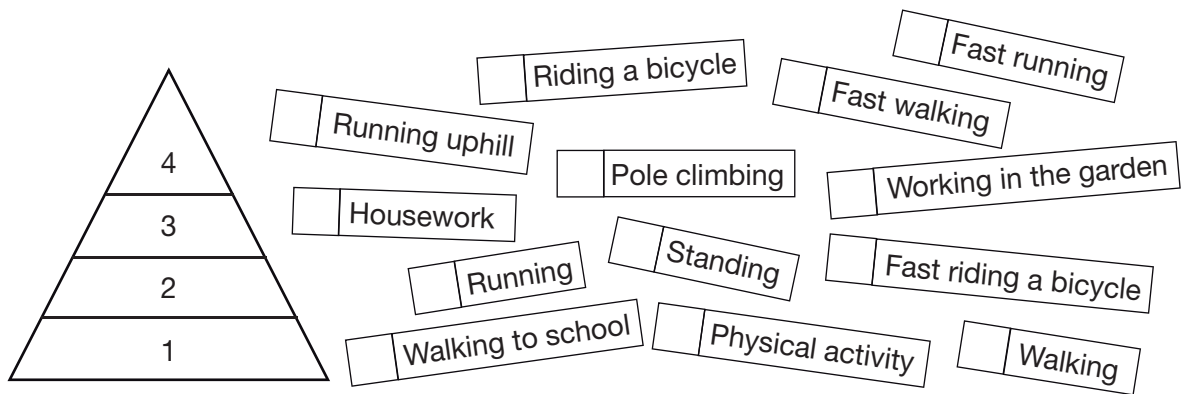 4
3
2
1
Fast running
Riding a bicycle
Fast walking
Running uphill
Pole climbing
Working in the garden
Housework
Standing
Running
Fast riding a bicycle
Walking to school
Physical activity
Walking